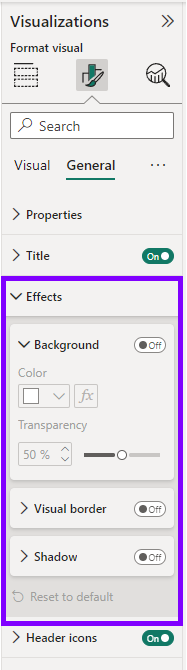 Visualizations
Format visual
Search
Visual General ...
Properties
Title On
Effects
Background Off
Color
fx
Transparency
50 %
Visual border Off
Shadow Off
Reset to default
Header icons On